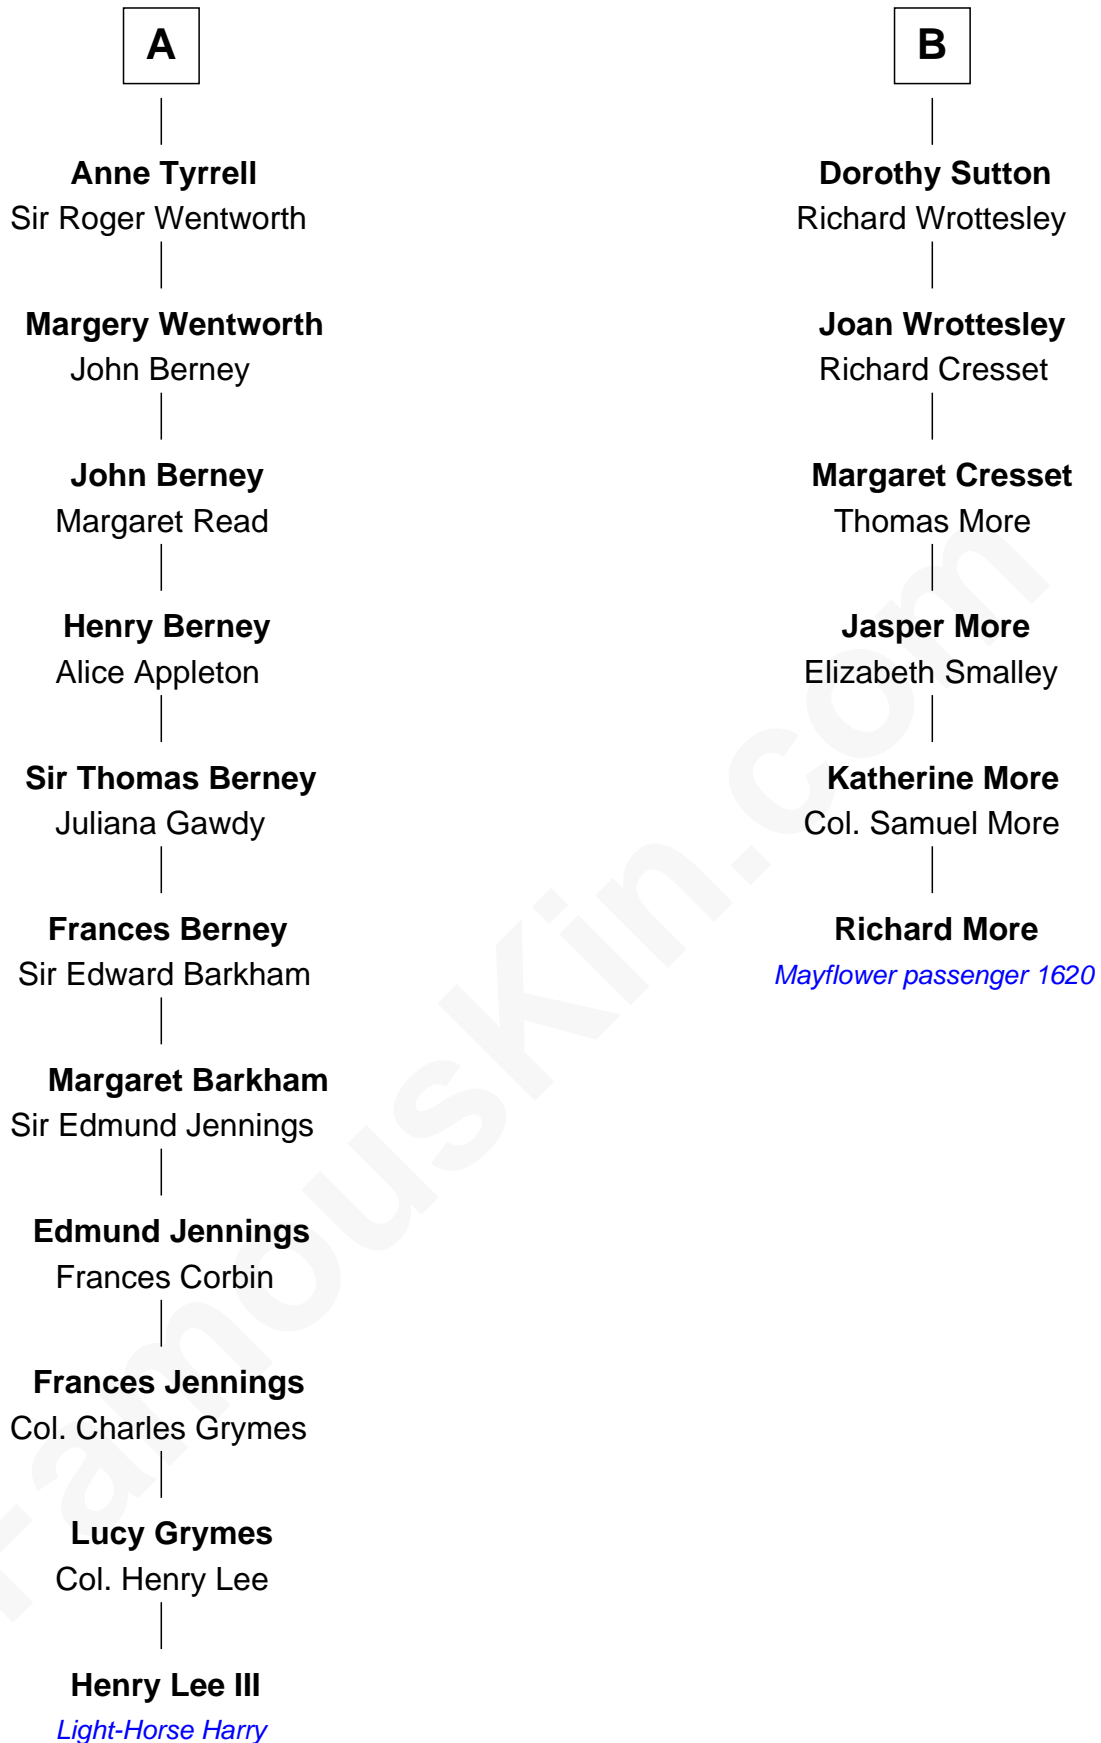 A
Anne Tyrrell
Sir Roger Wentworth
Margery Wentworth
John Berney
John Berney
Margaret Read
Henry Berney
Alice Appleton
Sir Thomas Berney
Juliana Gawdy
Frances Berney
Sir Edward Barkham
Margaret Barkham
Sir Edmund Jennings
Edmund Jennings
Frances Corbin
Frances Jennings
Col. Charles Grymes
Lucy Grymes
Col. Henry Lee
Henry Lee III
Light-Horse Harry
B
Dorothy Sutton
Richard Wrottesley
Joan Wrottesley
Richard Cresset
Margaret Cresset
Thomas More
Jasper More
Elizabeth Smalley
Katherine More
Col. Samuel More
Richard More
Mayflower passenger 1620
FamousKin.com